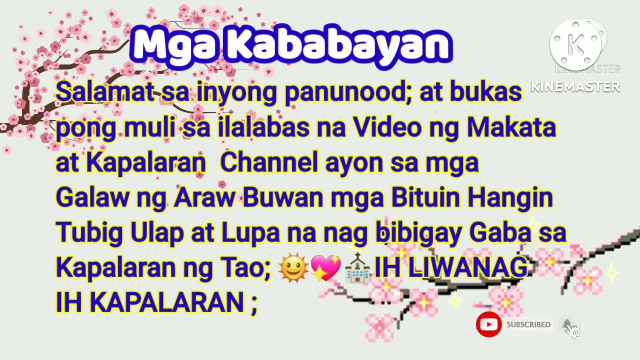 Mga Kababayan
KINEMASTER
KINEMASTER
Salamat sa inyong panunood; at bukas
pong muli sa ilalabas na Video ng Makata
at Kapalaran Channel ayon sa mga
Galaw ng Araw Buwan mga Bituin Hangin
Tubig Ulap at Lupa na nag bibigay Gaba sa
Kapalaran ng Tao; 🌞💖⛪IH LIWANAG
IH KAPALARAN ;
SUBSCRIBED